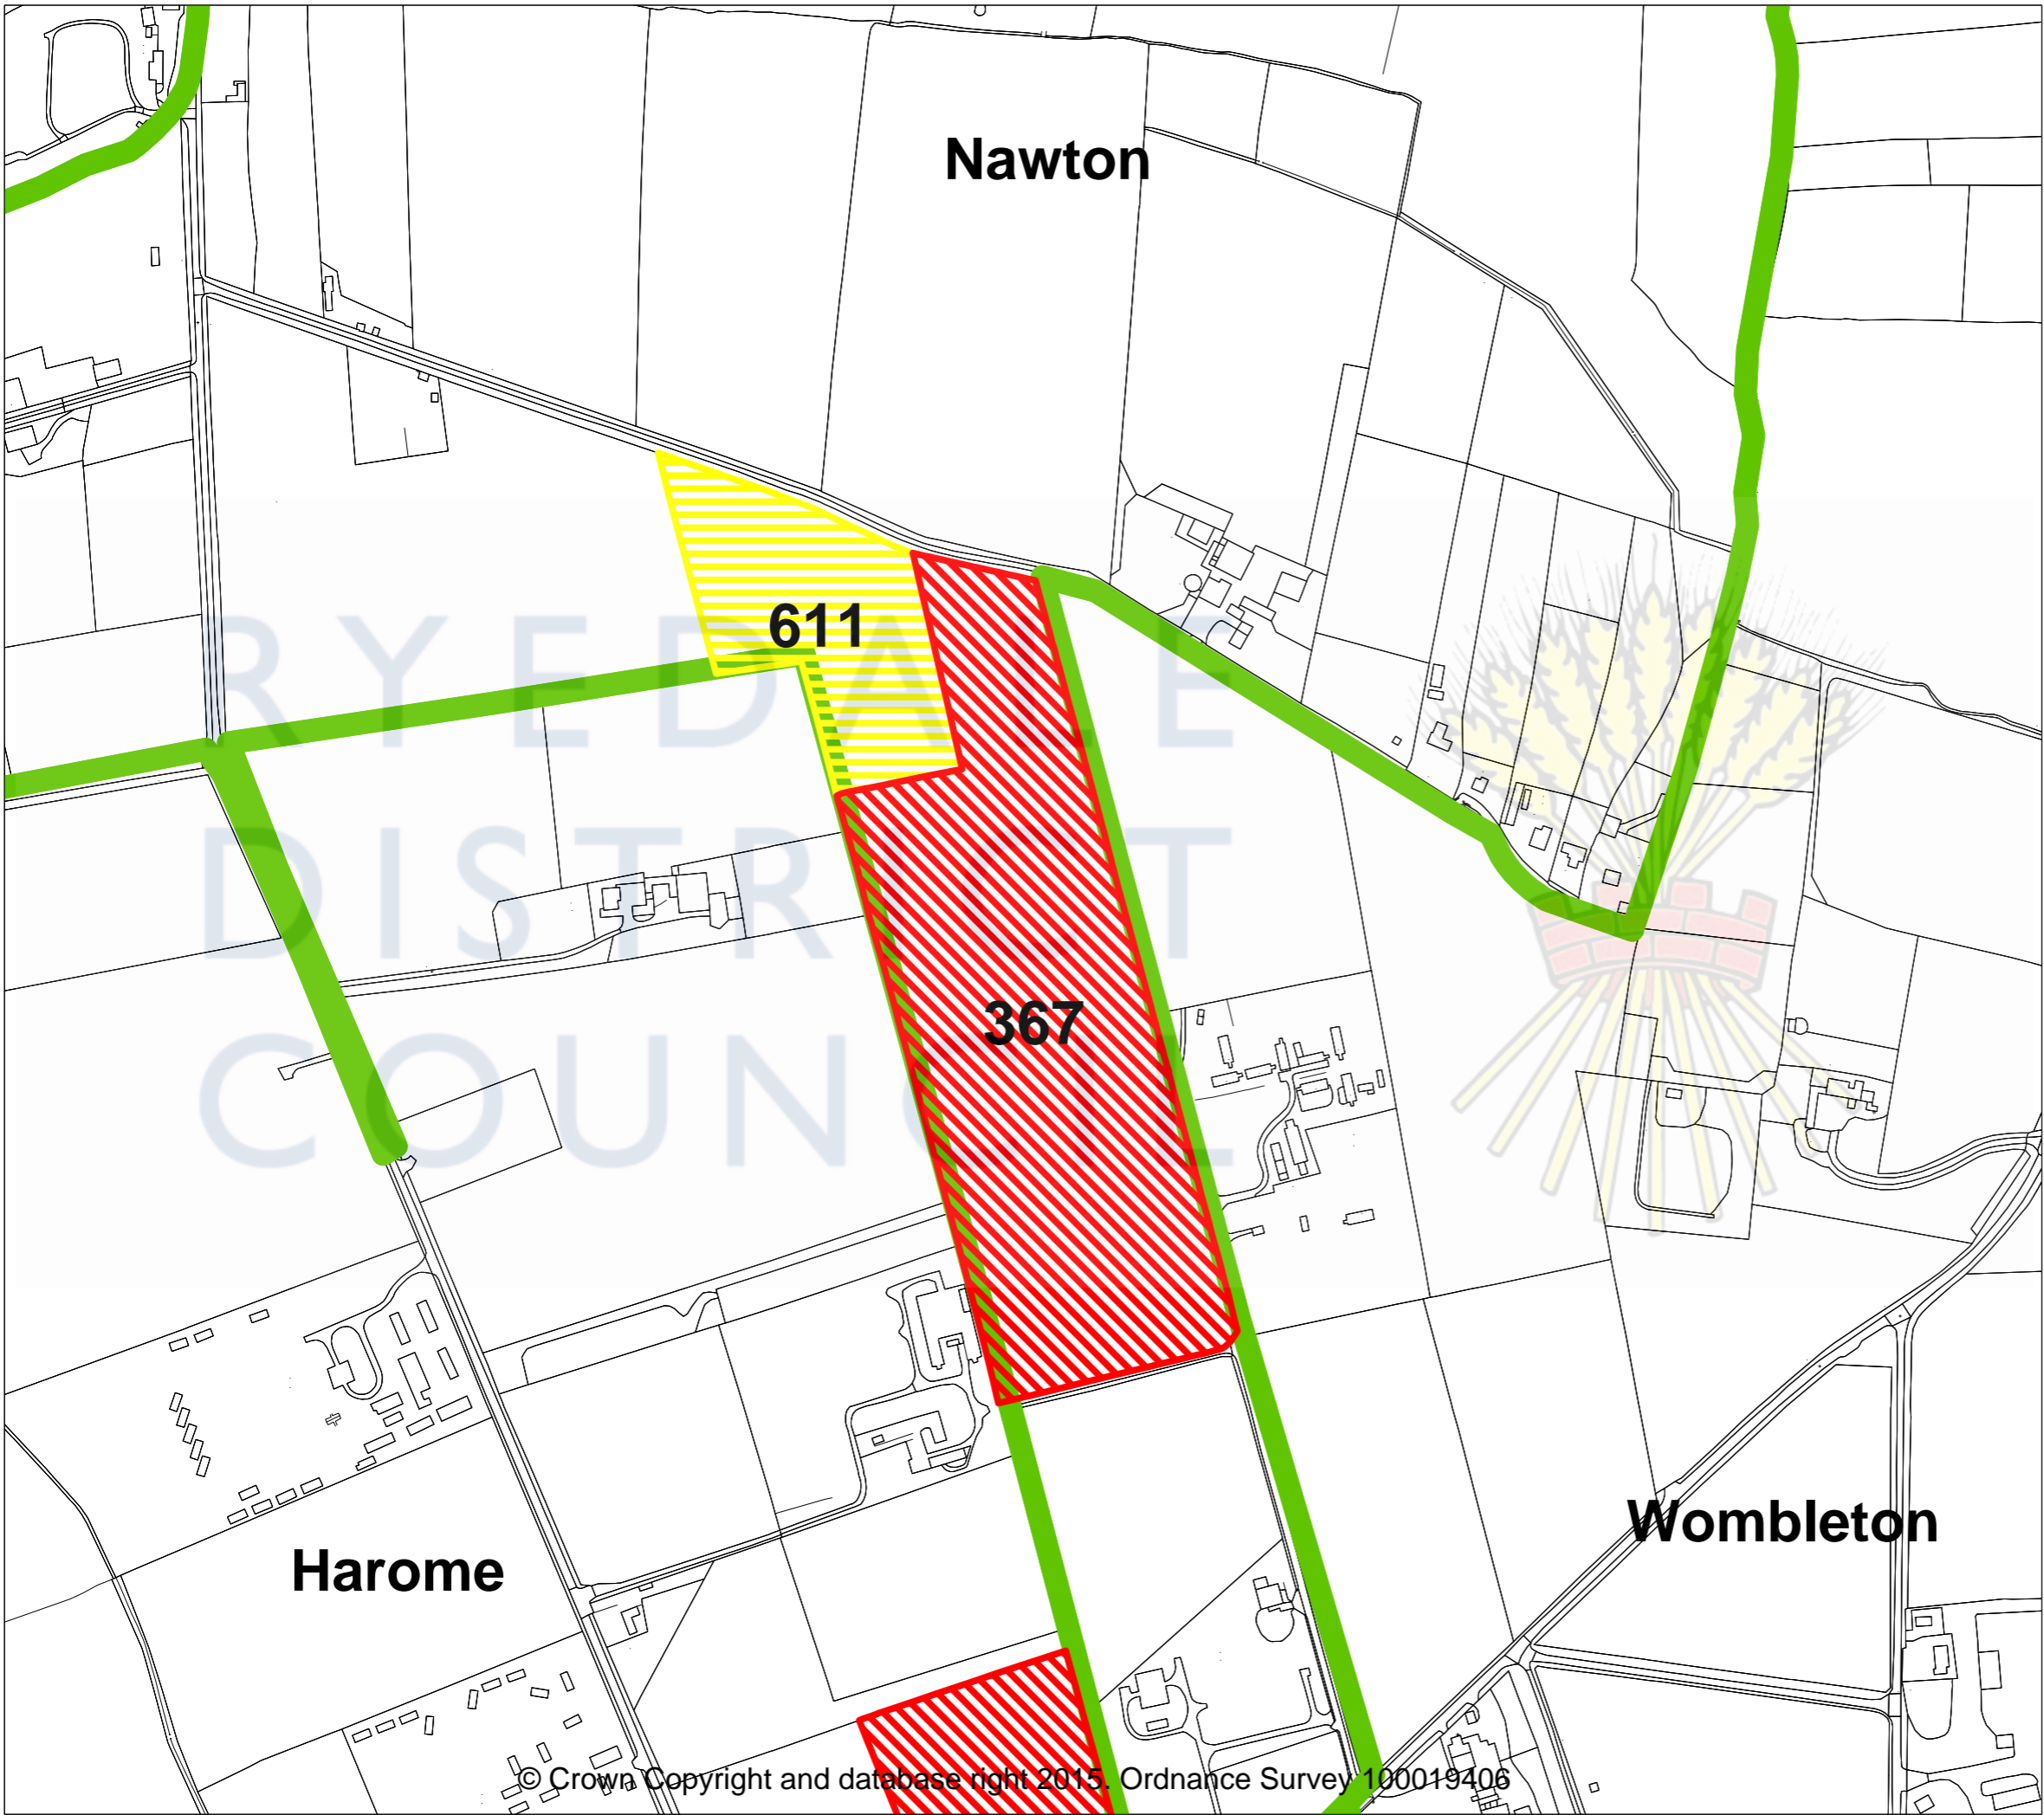 Nawton
611
RYEDALE
DISTRICT
COUNCIL
367
Wombleton
Harome
© Crown Copyright and database right 2015. Ordnance Survey 100019406